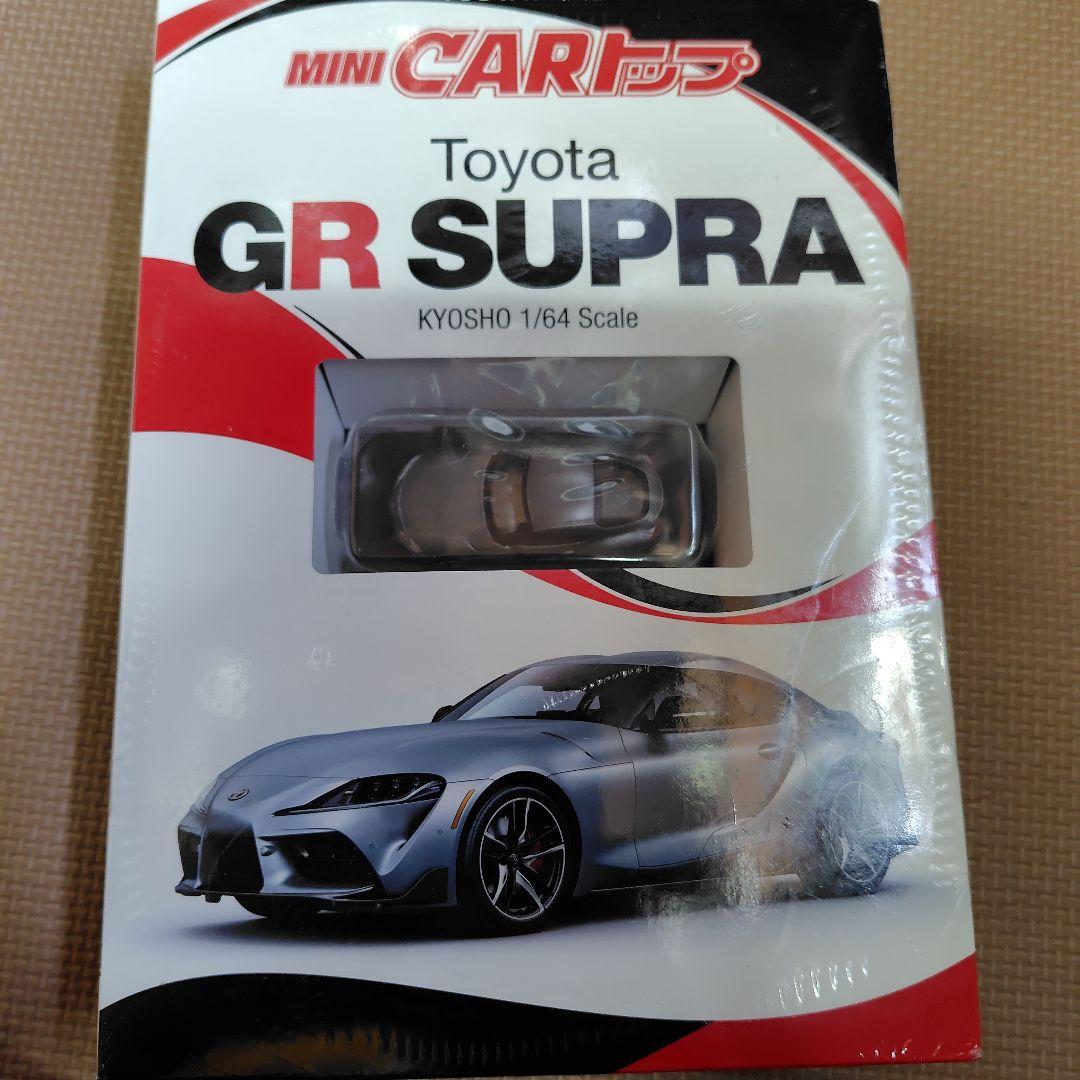 MINI CARトップ
Toyota
GR SUPRA
KYOSHO 1/64 Scale